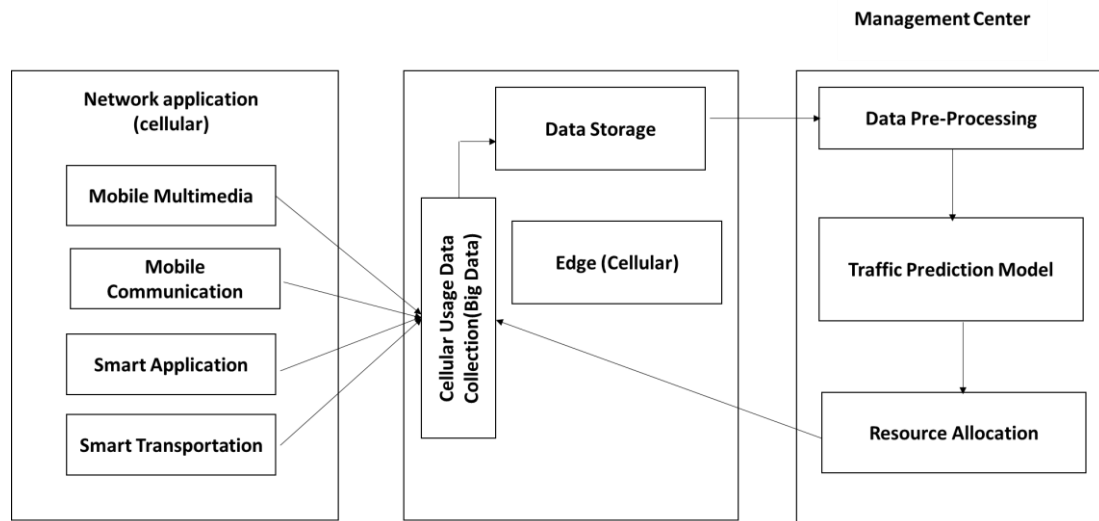 Management Center
Network application
(cellular)
Mobile Multimedia
Mobile
Communication
Smart Application
Smart Transportation
Data Storage
Cellular Usage Data
Collection(Big Data)
Edge (Cellular)
Data Pre-Processing
Traffic Prediction Model
Resource Allocation